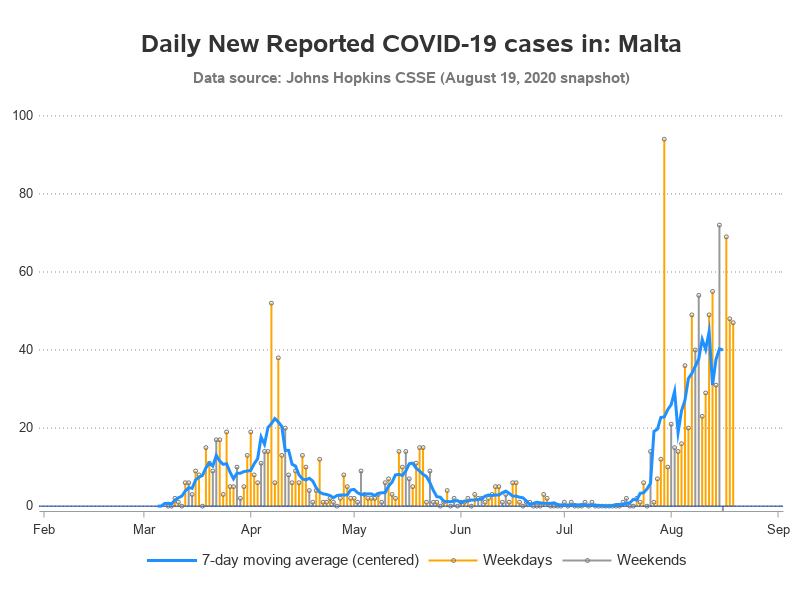 Daily New Reported COVID-19 cases in: Malta
Data source: Johns Hopkins CSSE (August 19, 2020 snapshot)
100
80
60
40
20
0
Feb Mar Apr May Jun Jul Aug Sep
7-day moving average (centered) Weekdays Weekends